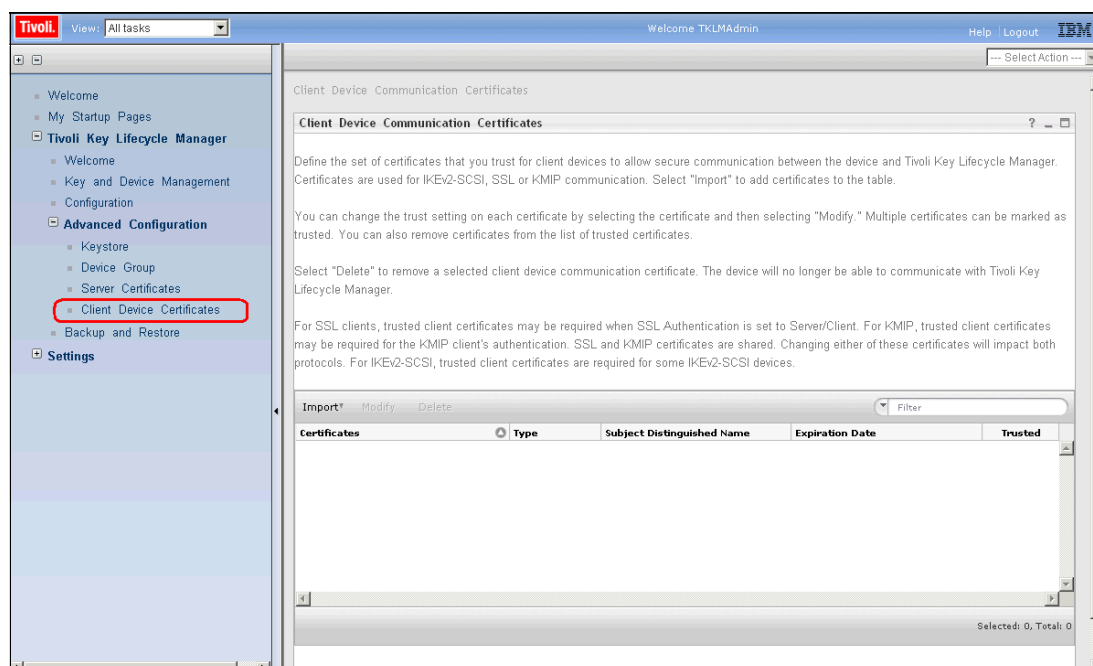 Tivoli. View: All tasks Welcome TKLMAdmin Help Logout IBM
--- Select Action ---
Welcome
My Startup Pages
Tivoli Key Lifecycle Manager
Welcome
Key and Device Management
Configuration
Advanced Configuration
Keystore
Device Group
Server Certificates
Client Device Certificates
Backup and Restore
Settings
Client Device Communication Certificates
Client Device Communication Certificates ?
Define the set of certificates that you trust for client devices to allow secure communication between the device and Tivoli Key Lifecycle Manager.
Certificates are used for IKEv2-SCSI, SSL or KMIP communication. Select "Import" to add certificates to the table.
You can change the trust setting on each certificate by selecting the certificate and then selecting "Modify." Multiple certificates can be marked as
trusted. You can also remove certificates from the list of trusted certificates.
Select "Delete" to remove a selected client device communication certificate. The device will no longer be able to communicate with Tivoli Key
Lifecycle Manager.
For SSL clients, trusted client certificates may be required when SSL Authentication is set to Server/Client. For KMIP, trusted client certificates
may be required for the KMIP client's authentication. SSL and KMIP certificates are shared. Changing either of these certificates will impact both
protocols. For IKEv2-SCSI, trusted client certificates are required for some IKEv2-SCSI devices.
Import Modify Delete Filter
Certificates Type Subject Distinguished Name Expiration Date Trusted
Selected: 0, Total: 0